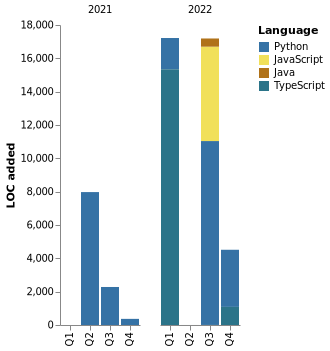 2021
2022
Language
Python
JavaScript
Java
TypeScript
LOC added
18,000
16,000
14,000
12,000
10,000
8,000
6,000
4,000
2,000
0
Q1
Q2
Q3
Q4
Q1
Q2
Q3
Q4